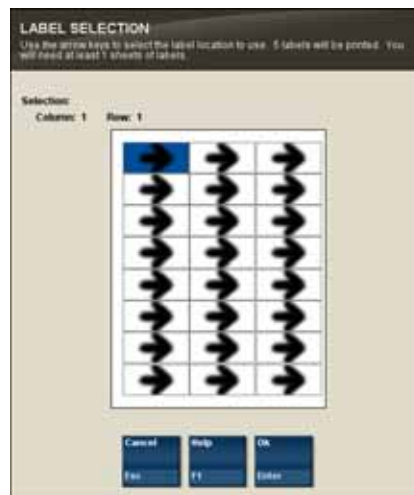 LABEL SELECTION
Use the arrow keys to select the label location to use. 5 labels will be printed. You
will need at least 1 sheets of labels.
Selection:
Column: 1 Row: 1
Cancel Help Ok
Esc F1 Enter